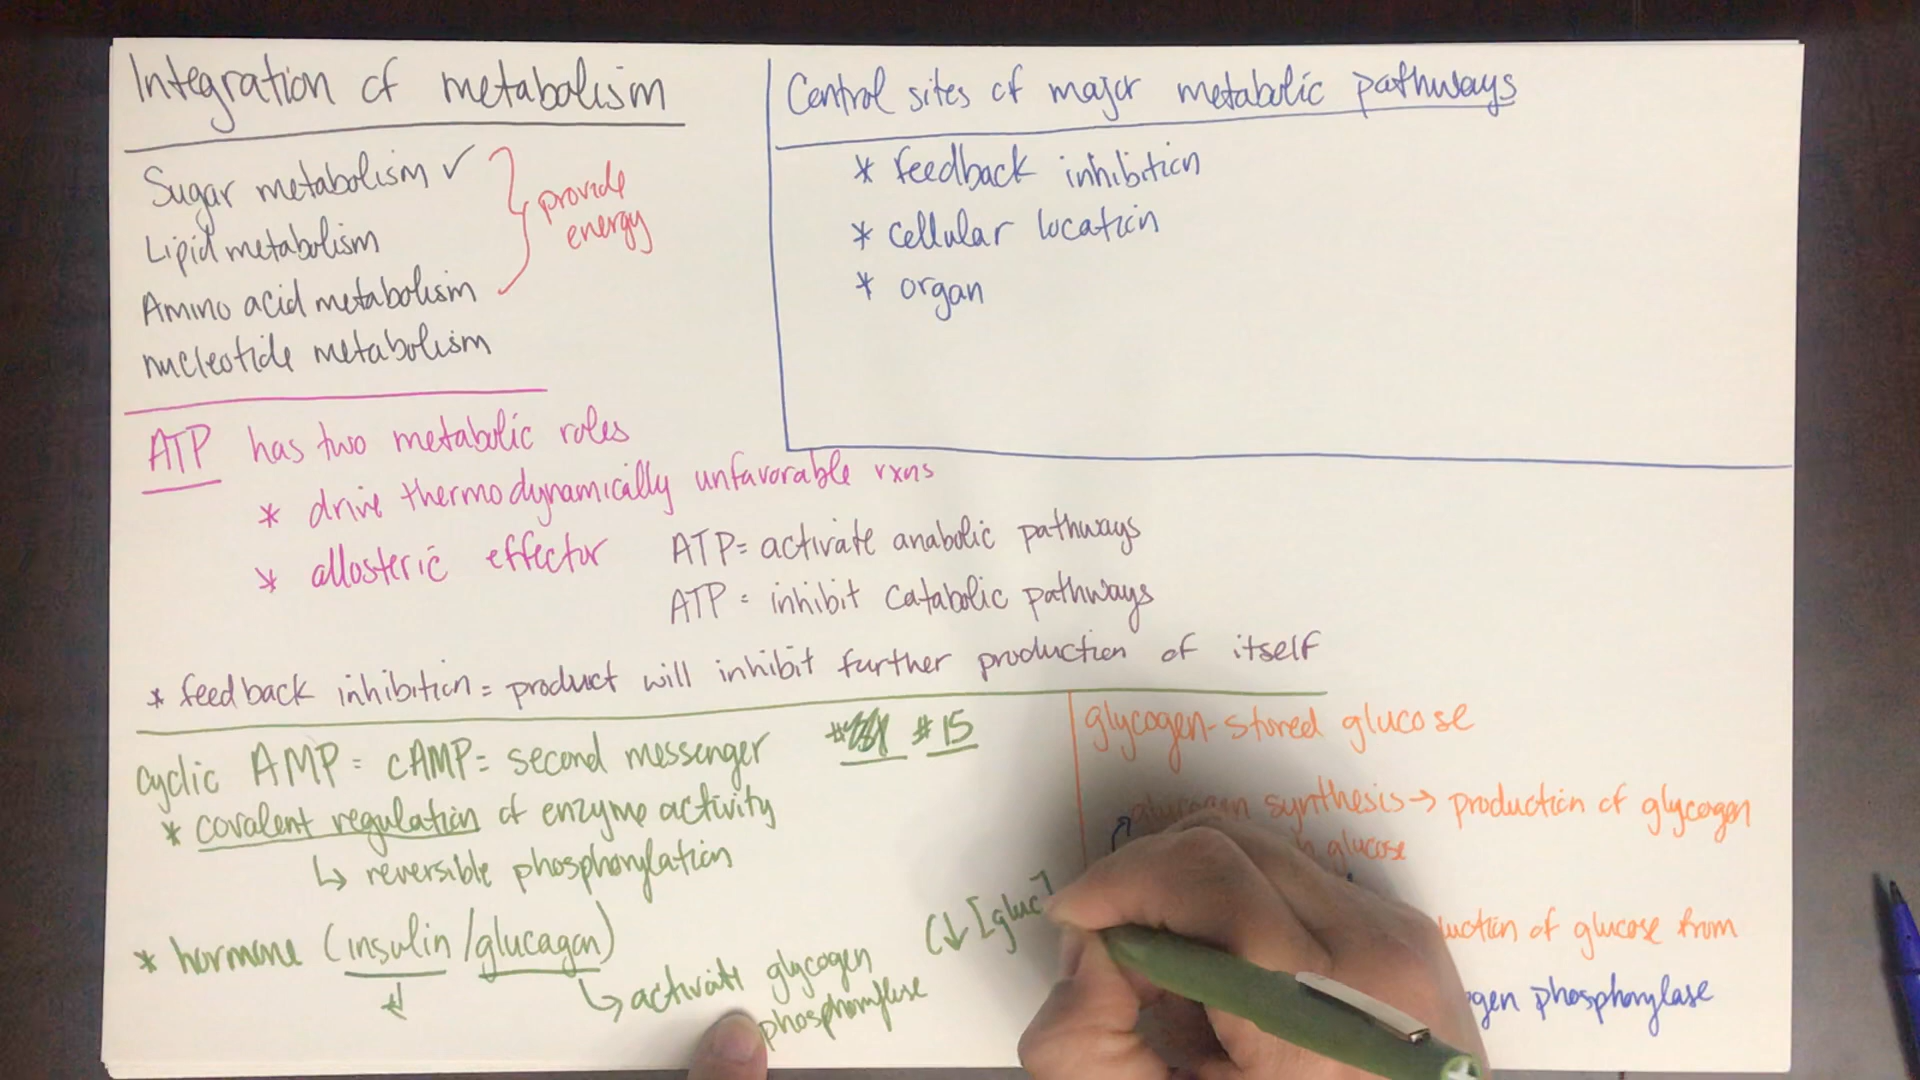 Integration of metabolism
Sugar metabolism ✓
Lipid metabolism
Amino acid metabolism
nucleotide metabolism
provide
energy
Control sites of major metabolic pathways
* feedback inhibition
* cellular location
* organ
ATP has two metabolic roles
* drive thermodynamically unfavorable rxns
* allosteric effector
ATP = activate anabolic pathways
ATP = inhibit catabolic pathways
* feedback inhibition = product will inhibit further production of itself
cyclic AMP = cAMP = second messenger
#15
* covalent regulation of enzyme activity
↳ reversible phosphorylation
* hormone (insulin/glucagon)
↳ activate glycogen
phosphorylase
(↓[gluc]
glycogen - stored glucose
synthesis → production of glycogen
glucose
of glucose from
phosphorylase